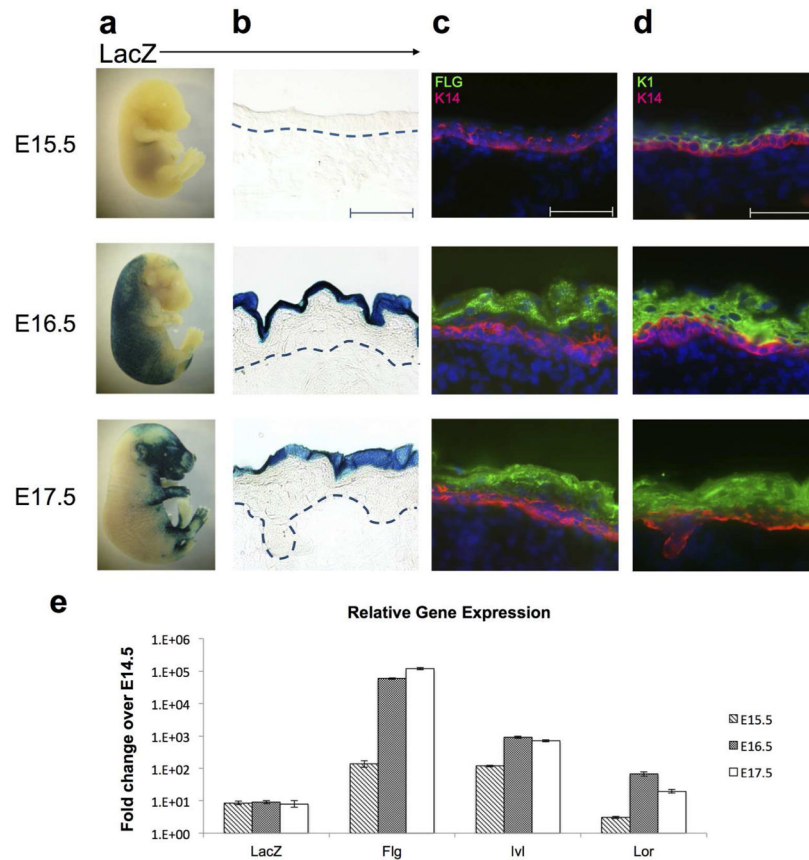 a
b
c
d
LacZ
FLG
K14
K1
K14
E15.5
E16.5
E17.5
e
Relative Gene Expression
Fold change over E14.5
1.E+06
1.E+05
1.E+04
1.E+03
1.E+02
1.E+01
1.E+00
LacZ
Flg
Ivl
Lor
E15.5
E16.5
E17.5